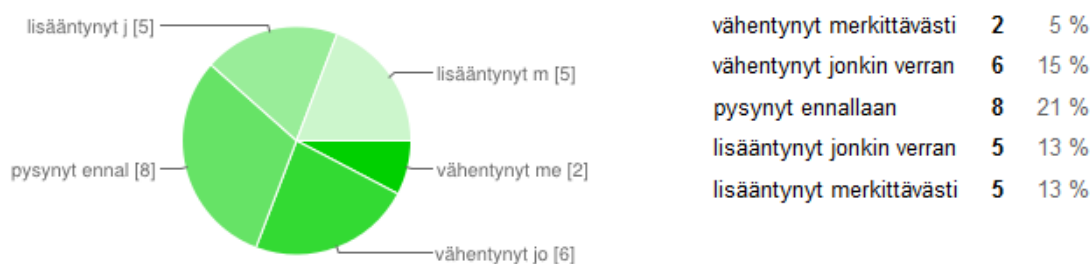 lisääntynyt j [5]
lisääntynyt m [5]
pysynyt ennal [8]
vähentynyt me [2]
vähentynyt jo [6]
vähentynyt merkittävästi 2 5 %
vähentynyt jonkin verran 6 15 %
pysynyt ennallaan 8 21 %
lisääntynyt jonkin verran 5 13 %
lisääntynyt merkittävästi 5 13 %